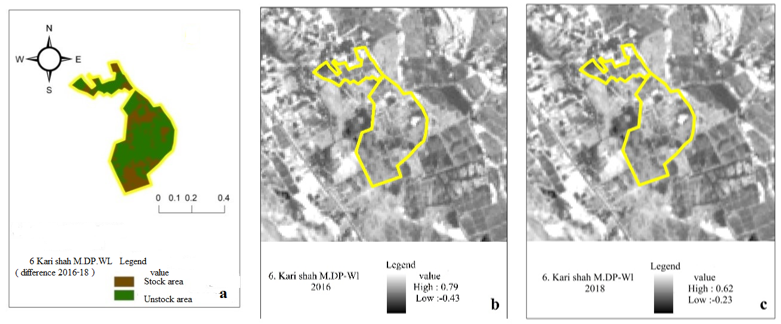 N
W E
S
0 0.1 0.2 0.4
6 Kari shah M.DP.WL Legend
( difference 2016-18 ) value
Stock area
Unstock area
a
Legend
6. Kari shah M.DP-Wl value
2016 High : 0.79
Low :-0.43
b
Legend
6. Kari shah M.DP-Wl value
2018 High : 0.62
Low :-0.23
c